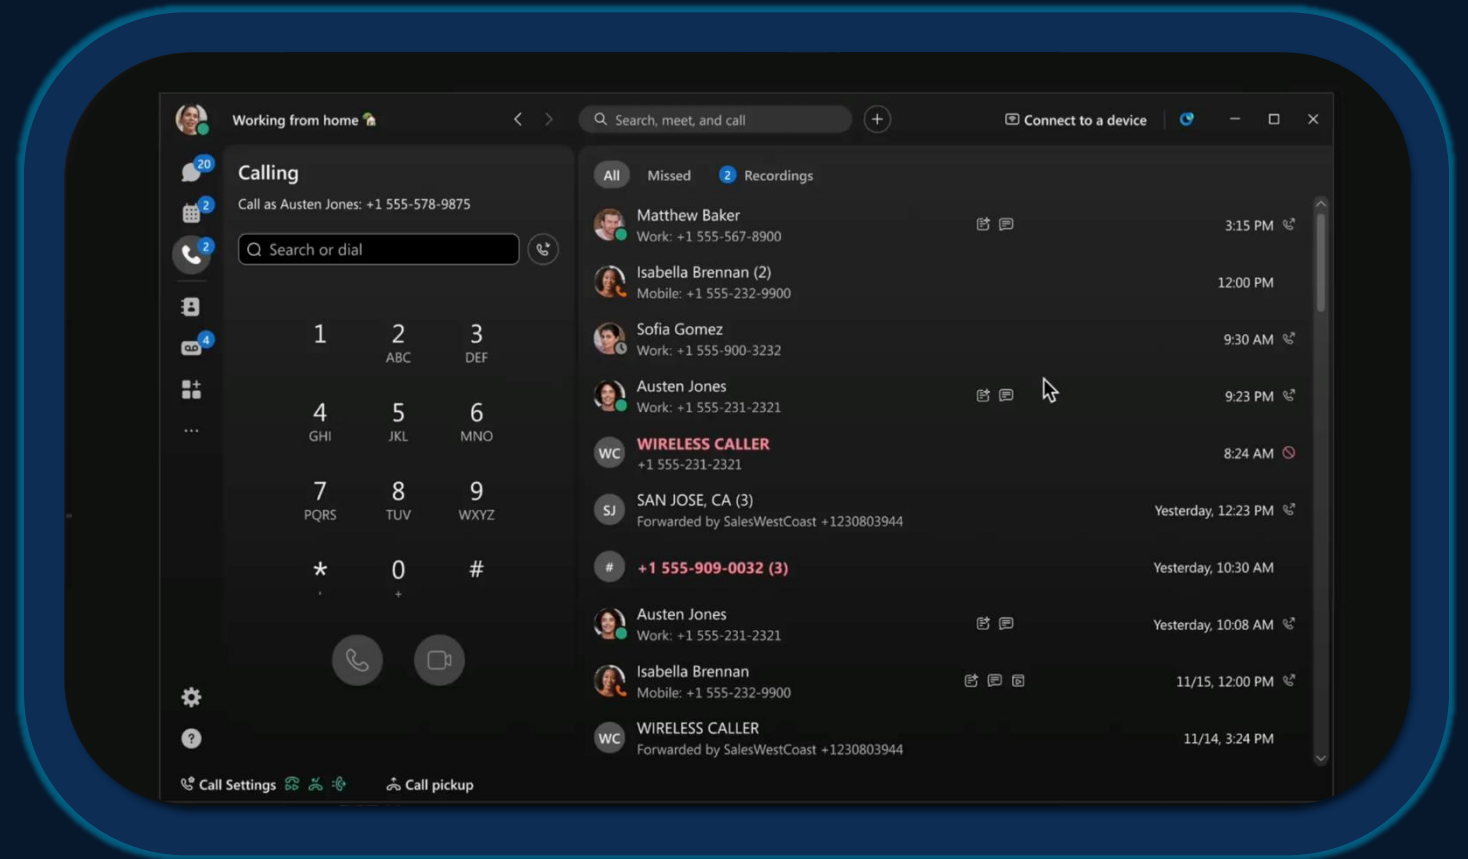 Working from home
Search, meet, and call
Connect to a device
20
2
2
4
Calling
Call as Austen Jones: +1 555-578-9875
Search or dial
1
2
3
ABC
DEF
4
5
6
GHI
JKL
MNO
7
8
9
PQRS
TUV
WXYZ
*
0
#
,
+
Call Settings
Call pickup
All
Missed
2 Recordings
Matthew Baker
Work: +1 555-567-8900
3:15 PM
Isabella Brennan (2)
Mobile: +1 555-232-9900
12:00 PM
Sofia Gomez
Work: +1 555-900-3232
9:30 AM
Austen Jones
Work: +1 555-231-2321
9:23 PM
WC
WIRELESS CALLER
+1 555-231-2321
8:24 AM
SJ
SAN JOSE, CA (3)
Forwarded by SalesWestCoast +1230803944
Yesterday, 12:23 PM
#
+1 555-909-0032 (3)
Yesterday, 10:30 AM
Austen Jones
Work: +1 555-231-2321
Yesterday, 10:08 AM
Isabella Brennan
Mobile: +1 555-232-9900
11/15, 12:00 PM
WC
WIRELESS CALLER
Forwarded by SalesWestCoast +1230803944
11/14, 3:24 PM